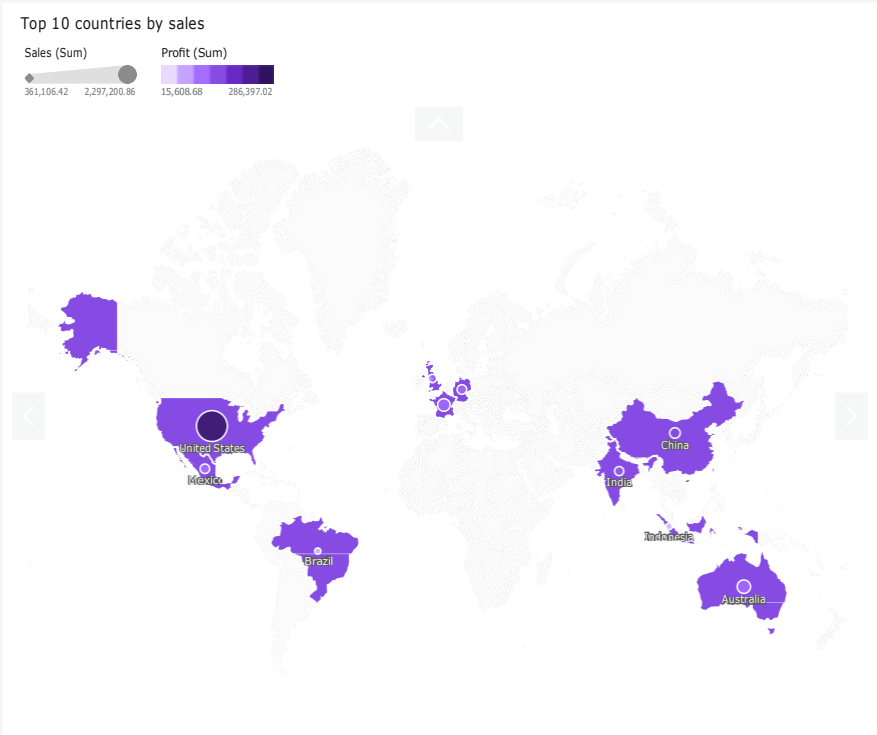 Top 10 countries by sales
Sales (Sum) Profit (Sum)
361,106.42 2,297,200.86 15,608.68 286,397.02
United States
China
Mexico
India
Indonesia
Brazil
Australia